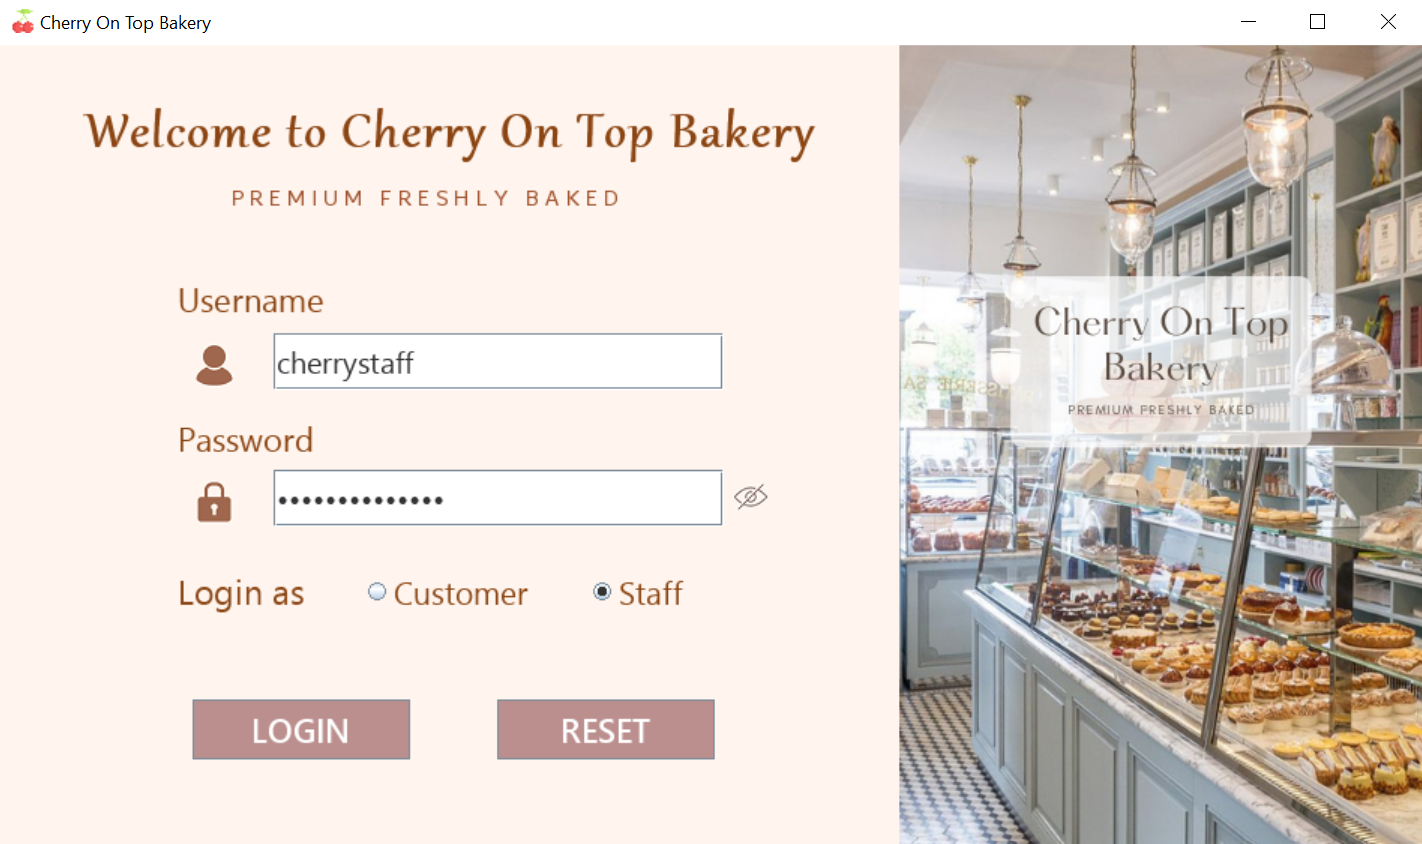 Cherry On Top Bakery
Welcome to Cherry On Top Bakery
PREMIUM FRESHLY BAKED
Username
cherrystaff
Password
••••••••••••••
Login as
Customer
Staff
LOGIN
RESET
Cherry On Top
Bakery
PREMIUM FRESHLY BAKED